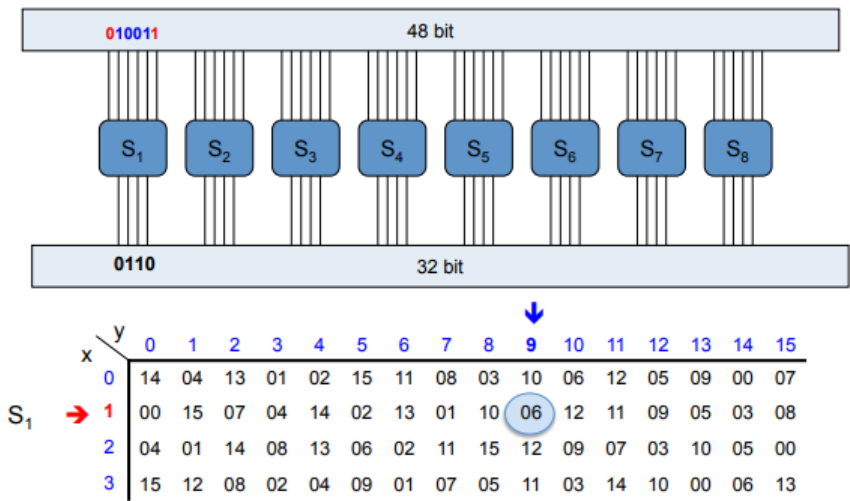 010011 48 bit
S1 S2 S3 S4 S5 S6 S7 S8
0110 32 bit
y 0 1 2 3 4 5 6 7 8 9 10 11 12 13 14 15
x
0 14 04 13 01 02 15 11 08 03 10 06 12 05 09 00 07
S1 1 00 15 07 04 14 02 13 01 10 06 12 11 09 05 03 08
2 04 01 14 08 13 06 02 11 15 12 09 07 03 10 05 00
3 15 12 08 02 04 09 01 07 05 11 03 14 10 00 06 13